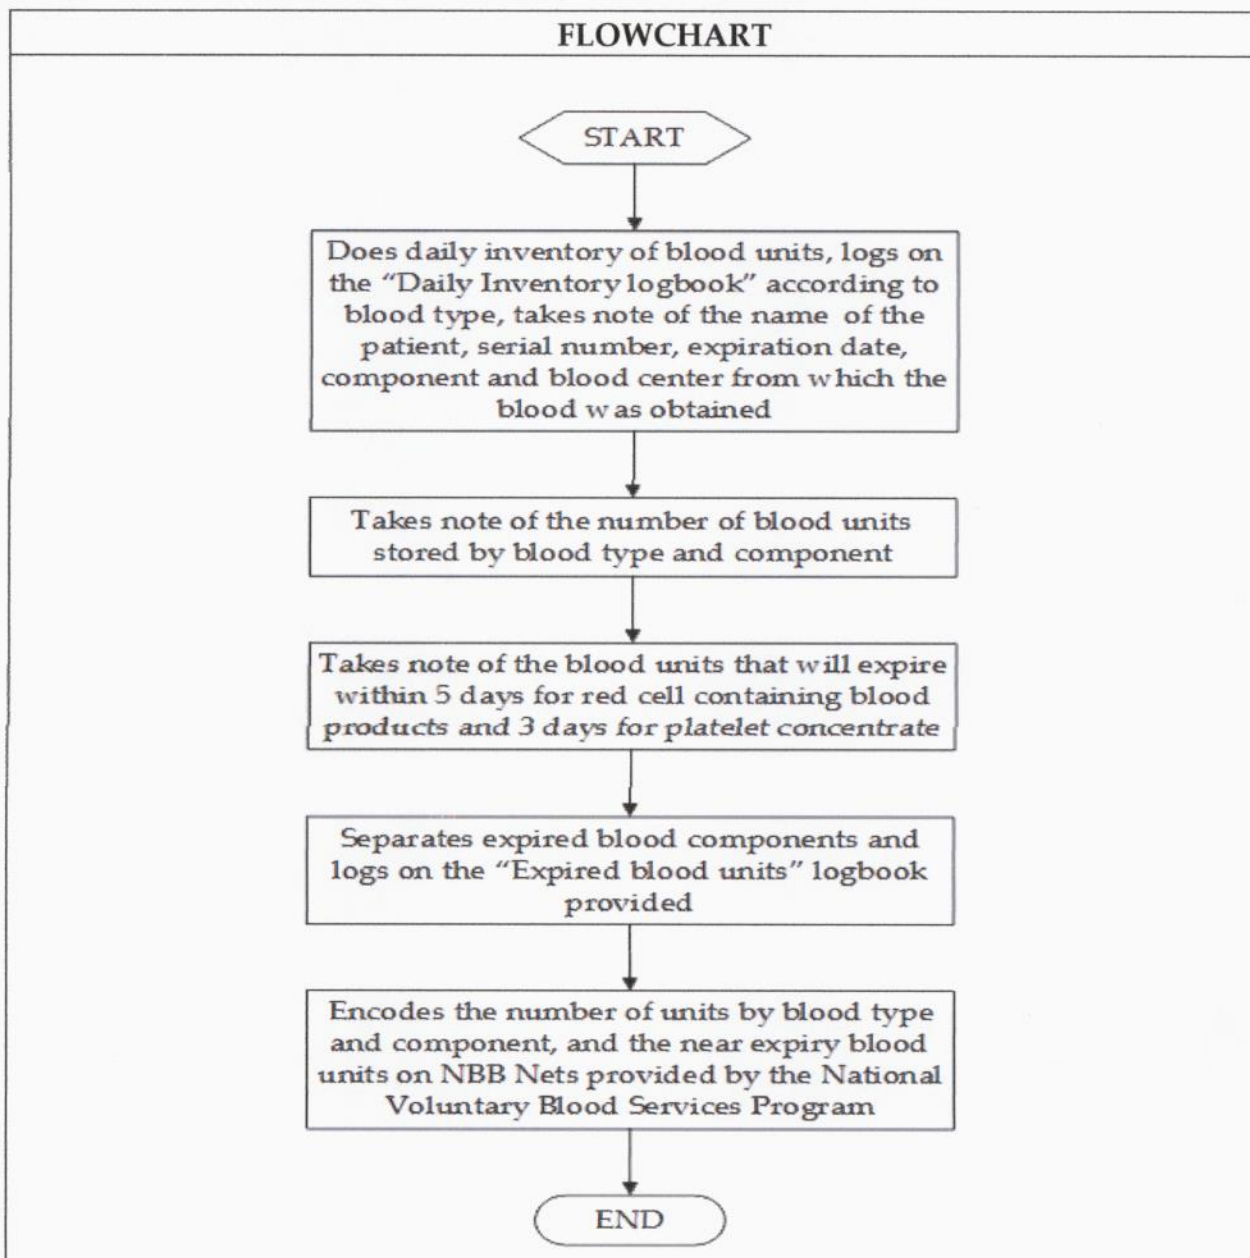 FLOWCHART
START
Does daily inventory of blood units, logs on
the “Daily Inventory logbook” according to
blood type, takes note of the name of the
patient, serial number, expiration date,
component and blood center from which the
blood was obtained
Takes note of the number of blood units
stored by blood type and component
Takes note of the blood units that will expire
within 5 days for red cell containing blood
products and 3 days for platelet concentrate
Separates expired blood components and
logs on the “Expired blood units” logbook
provided
Encodes the number of units by blood type
and component, and the near expiry blood
units on NBB Nets provided by the National
Voluntary Blood Services Program
END